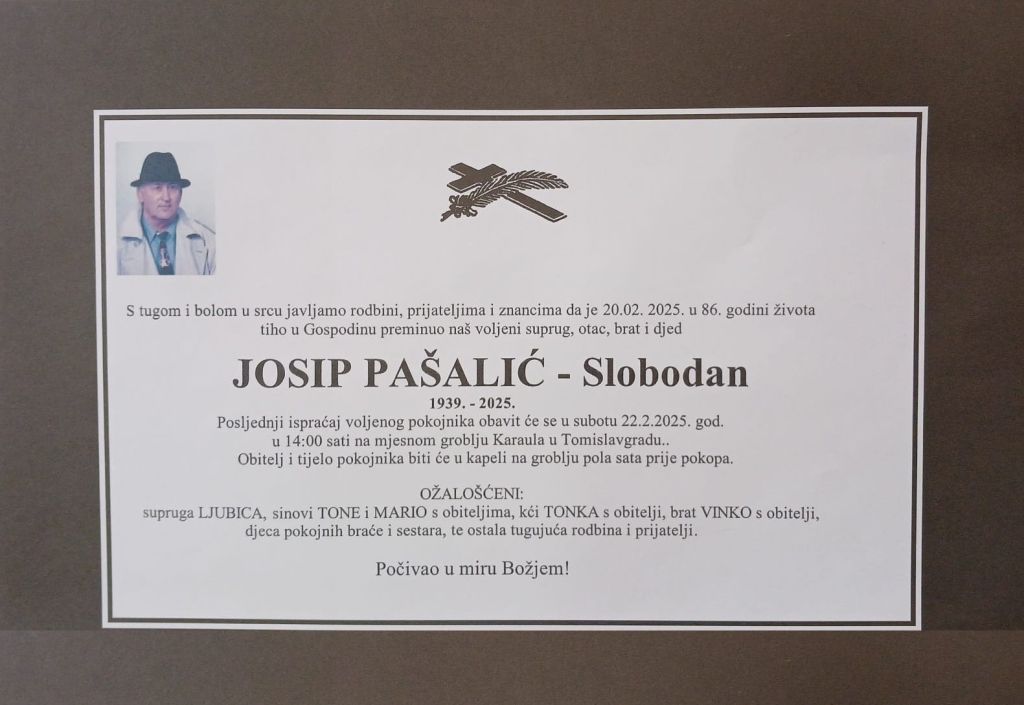 S tugom i bolom u srcu javljamo rodbini, prijateljima i znancima da je 20.02. 2025. u 86. godini života
tiho u Gospodinu preminuo naš voljeni suprug, otac, brat i djed
JOSIP PAŠALIĆ - Slobodan
1939. - 2025.
Posljednji ispraćaj voljenog pokojnika obavit će se u subotu 22.2.2025. god.
u 14:00 sati na mjesnom groblju Karaula u Tomislavgradu..
Obitelj i tijelo pokojnika biti će u kapeli na groblju pola sata prije pokopa.
OŽALOŠĆENI:
supruga LJUBICA, sinovi TONE i MARIO s obiteljima, kći TONKA s obitelji, brat VINKO s obitelji,
djeca pokojnih braće i sestara, te ostala tugujuća rodbina i prijatelji.
Počivao u miru Božjem!